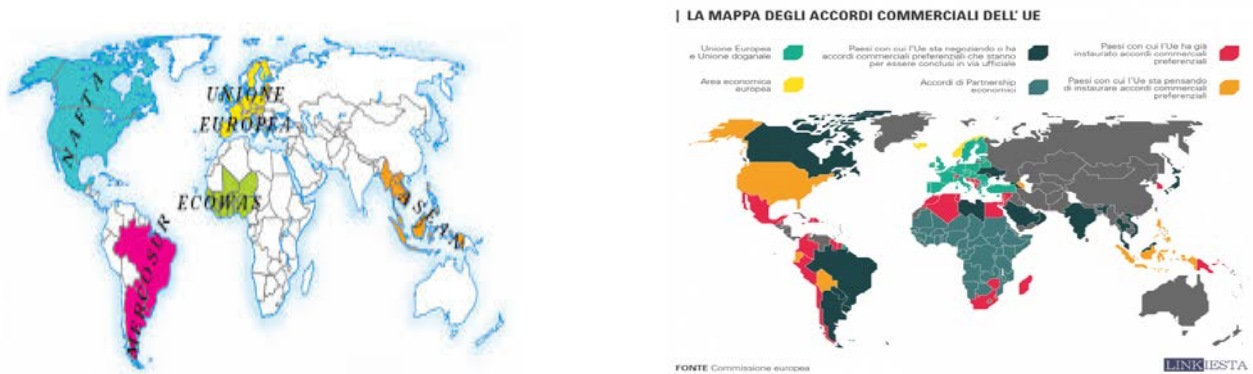 NAFTA
UNIONE
EUROPEA
ECOWAS
ASEAN
MERCOSUR
| LA MAPPA DEGLI ACCORDI COMMERCIALI DELL' UE
Unione Europea
e Unione doganale
Area economica
europea
Paesi con cui l'Ue sta negoziando o ha
accordi commerciali preferenziali che stanno
per essere conclusi in via ufficiale
Accordi di Partnership
economici
Paesi con cui l'Ue ha già
instaurato accordi commerciali
preferenziali
Paesi con cui l'Ue sta pensando
di instaurare accordi commerciali
preferenziali
FONTE Commissione europea
LINKIESTA